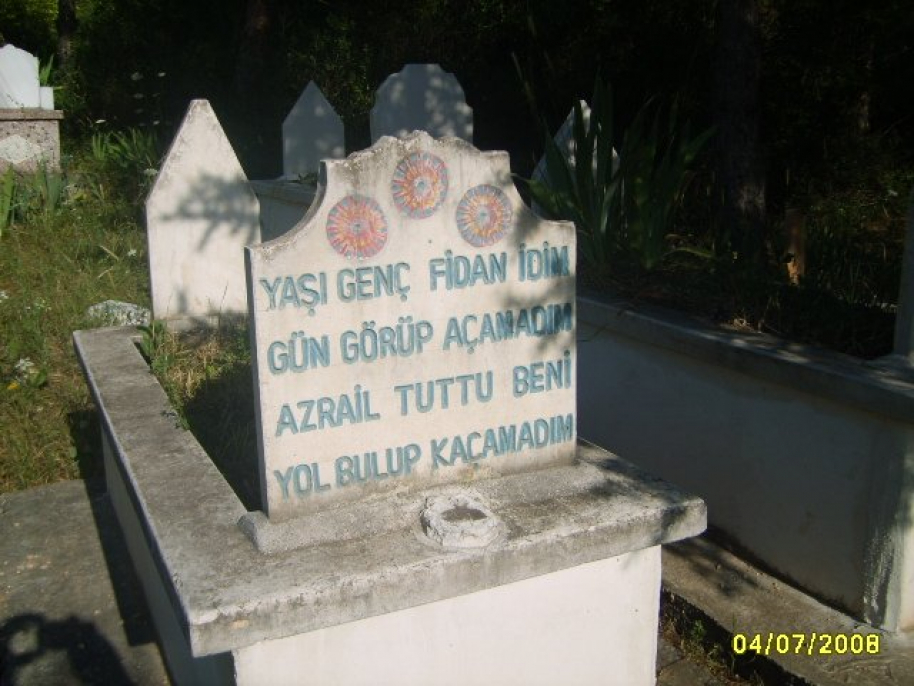 YAŞI GENÇ FİDAN İDİM
GÜN GÖRÜP AÇAMADIM
AZRAİL TUTTU BENİ
YOL BULUP KAÇAMADIM
04/07/2008